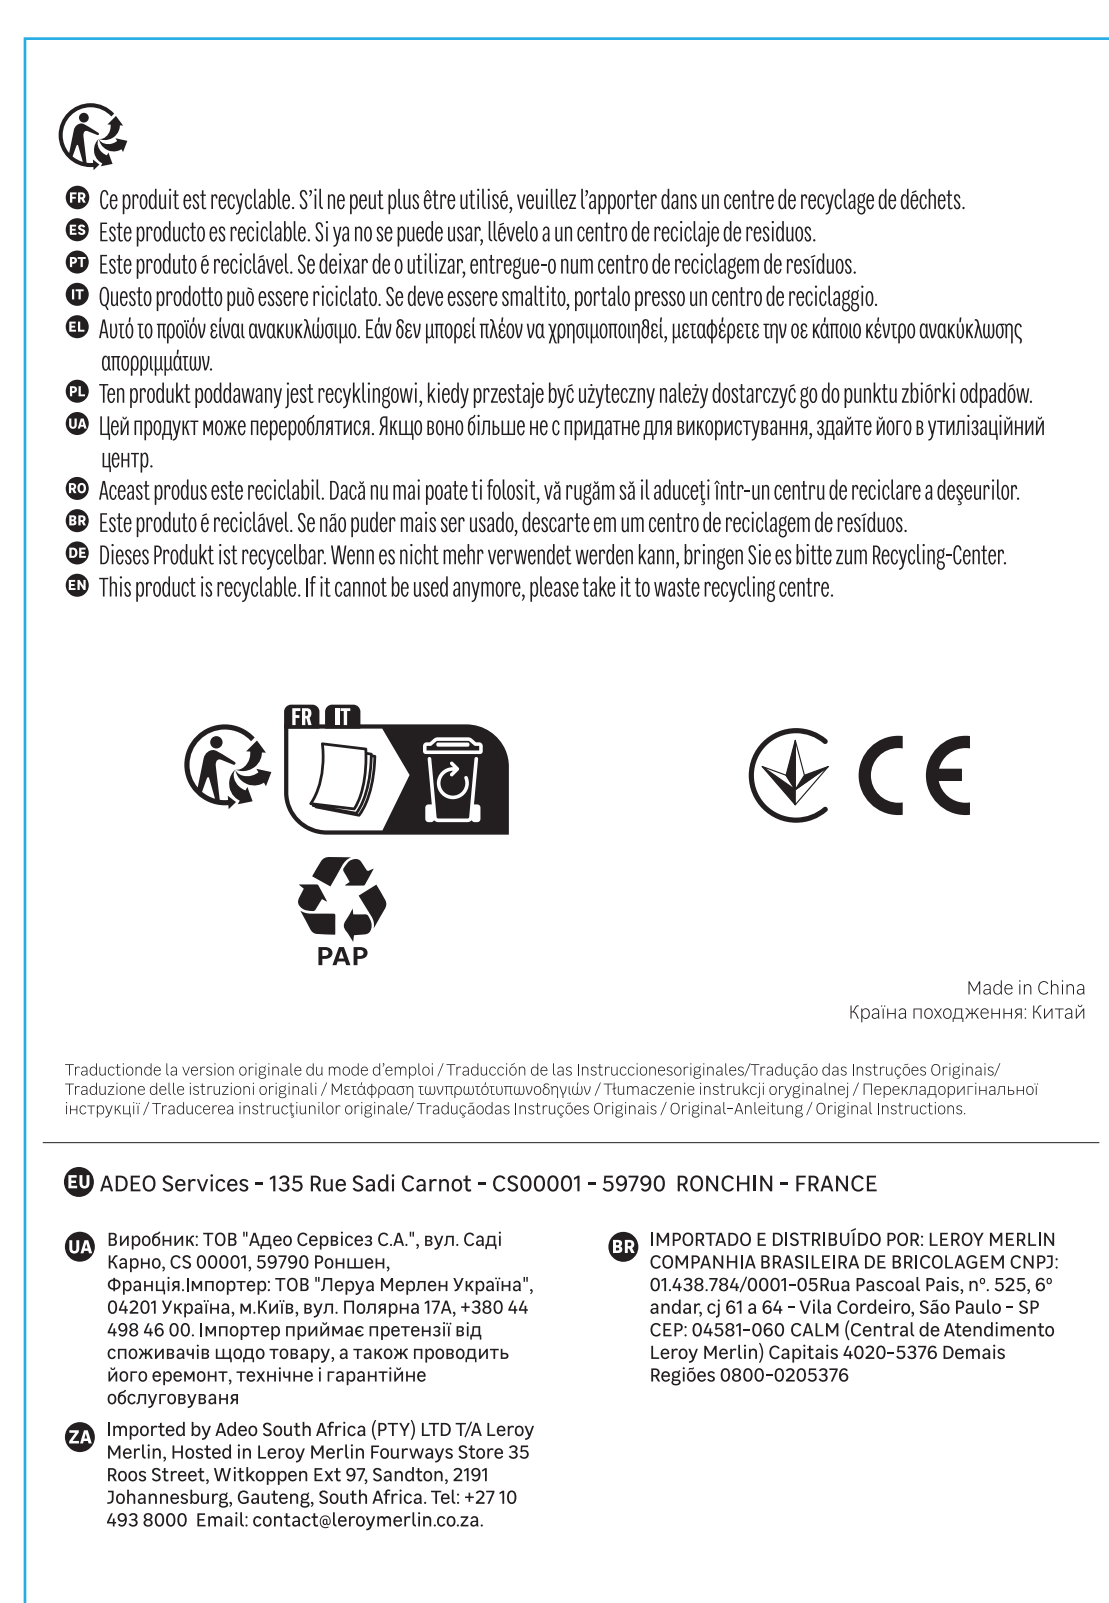 FR Ce produit est recyclable. S’il ne peut plus être utilisé, veuillez l’apporter dans un centre de recyclage de déchets.
ES Este producto es reciclable. Si ya no se puede usar, llévelo a un centro de reciclaje de residuos.
PT Este produto é reciclável. Se deixar de o utilizar, entregue-o num centro de reciclagem de resíduos.
IT Questo prodotto può essere riciclato. Se deve essere smaltito, portalo presso un centro de reciclaggio.
EL Αυτό το προϊόν είναι ανακυκλώσιμο. Εάν δεν μπορεί πλέον να χρησιμοποιηθεί, μεταφέρετε την σε κάποιο κέντρο ανακύκλωσης
απορριμμάτων.
PL Ten produkt poddawany jest recyklingowi, kiedy przestaje być użyteczny należy dostarczyć go do punktu zbiórki odpadów.
UA Цей продукт може перероблятися. Якщо воно більше не с придатне для використування, здайте його в утилізаційний
центр.
RO Aceast produs este reciclabil. Dacă nu mai poate ti folosit, vă rugăm să il aduceţi într-un centru de reciclare a deşeurilor.
BR Este produto é reciclável. Se não puder mais ser usado, descarte em um centro de reciclagem de resíduos.
DE Dieses Produkt ist recycelbar. Wenn es nicht mehr verwendet werden kann, bringen Sie es bitte zum Recycling-Center.
EN This product is recyclable. If it cannot be used anymore, please take it to waste recycling centre.
FR IT
CE
PAP
Made in China
Країна походження: Китай
Traductionde la version originale du mode d’emploi / Traducción de las Instruccionesoriginales/Tradução das Instruções Originais/
Traduzione delle istruzioni originali / Μετάφραση τωνπρωτότυπωνοδηγιών / Tłumaczenie instrukcji oryginalnej / Перекладоригінальної
інструкції / Traducerea instrucţiunilor originale/ Traduçãodas Instruções Originais / Original-Anleitung / Original Instructions.
EU ADEO Services - 135 Rue Sadi Carnot - CS00001 - 59790 RONCHIN - FRANCE
UA Виробник: ТОВ "Адео Сервісез С.А.", вул. Саді
Карно, CS 00001, 59790 Роншен,
Франція.Імпортер: ТОВ "Леруа Мерлен Україна",
04201 Україна, м.Київ, вул. Полярна 17А, +380 44
498 46 00. Імпортер приймає претензії від
споживачів щодо товару, а також проводить
його еремонт, технічне і гарантійне
обслуговуваня
ZA Imported by Adeo South Africa (PTY) LTD T/A Leroy
Merlin, Hosted in Leroy Merlin Fourways Store 35
Roos Street, Witkoppen Ext 97, Sandton, 2191
Johannesburg, Gauteng, South Africa. Tel: +27 10
493 8000 Email: contact@leroymerlin.co.za.
BR IMPORTADO E DISTRIBUÍDO POR: LEROY MERLIN
COMPANHIA BRASILEIRA DE BRICOLAGEM CNPJ:
01.438.784/0001-05Rua Pascoal Pais, nº. 525, 6º
andar, cj 61 a 64 - Vila Cordeiro, São Paulo - SP
CEP: 04581-060 CALM (Central de Atendimento
Leroy Merlin) Capitais 4020-5376 Demais
Regiões 0800-0205376